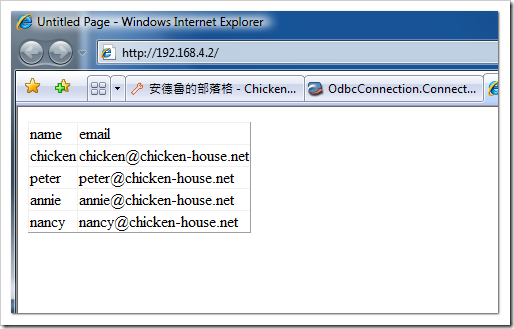 Untitled Page - Windows Internet Explorer
http://192.168.4.2/
安德魯的部落格 - Chicken...
OdbcConnection.Connect...
name email
chicken chicken@chicken-house.net
peter peter@chicken-house.net
annie annie@chicken-house.net
nancy nancy@chicken-house.net